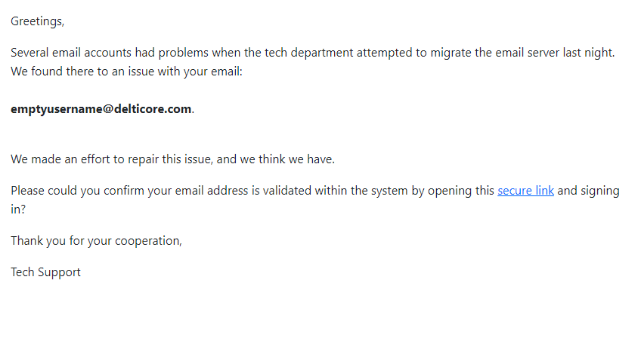 Greetings,
Several email accounts had problems when the tech department attempted to migrate the email server last night.
We found there to an issue with your email:
emptyusername@delticore.com.
We made an effort to repair this issue, and we think we have.
Please could you confirm your email address is validated within the system by opening this secure link and signing
in?
Thank you for your cooperation,
Tech Support